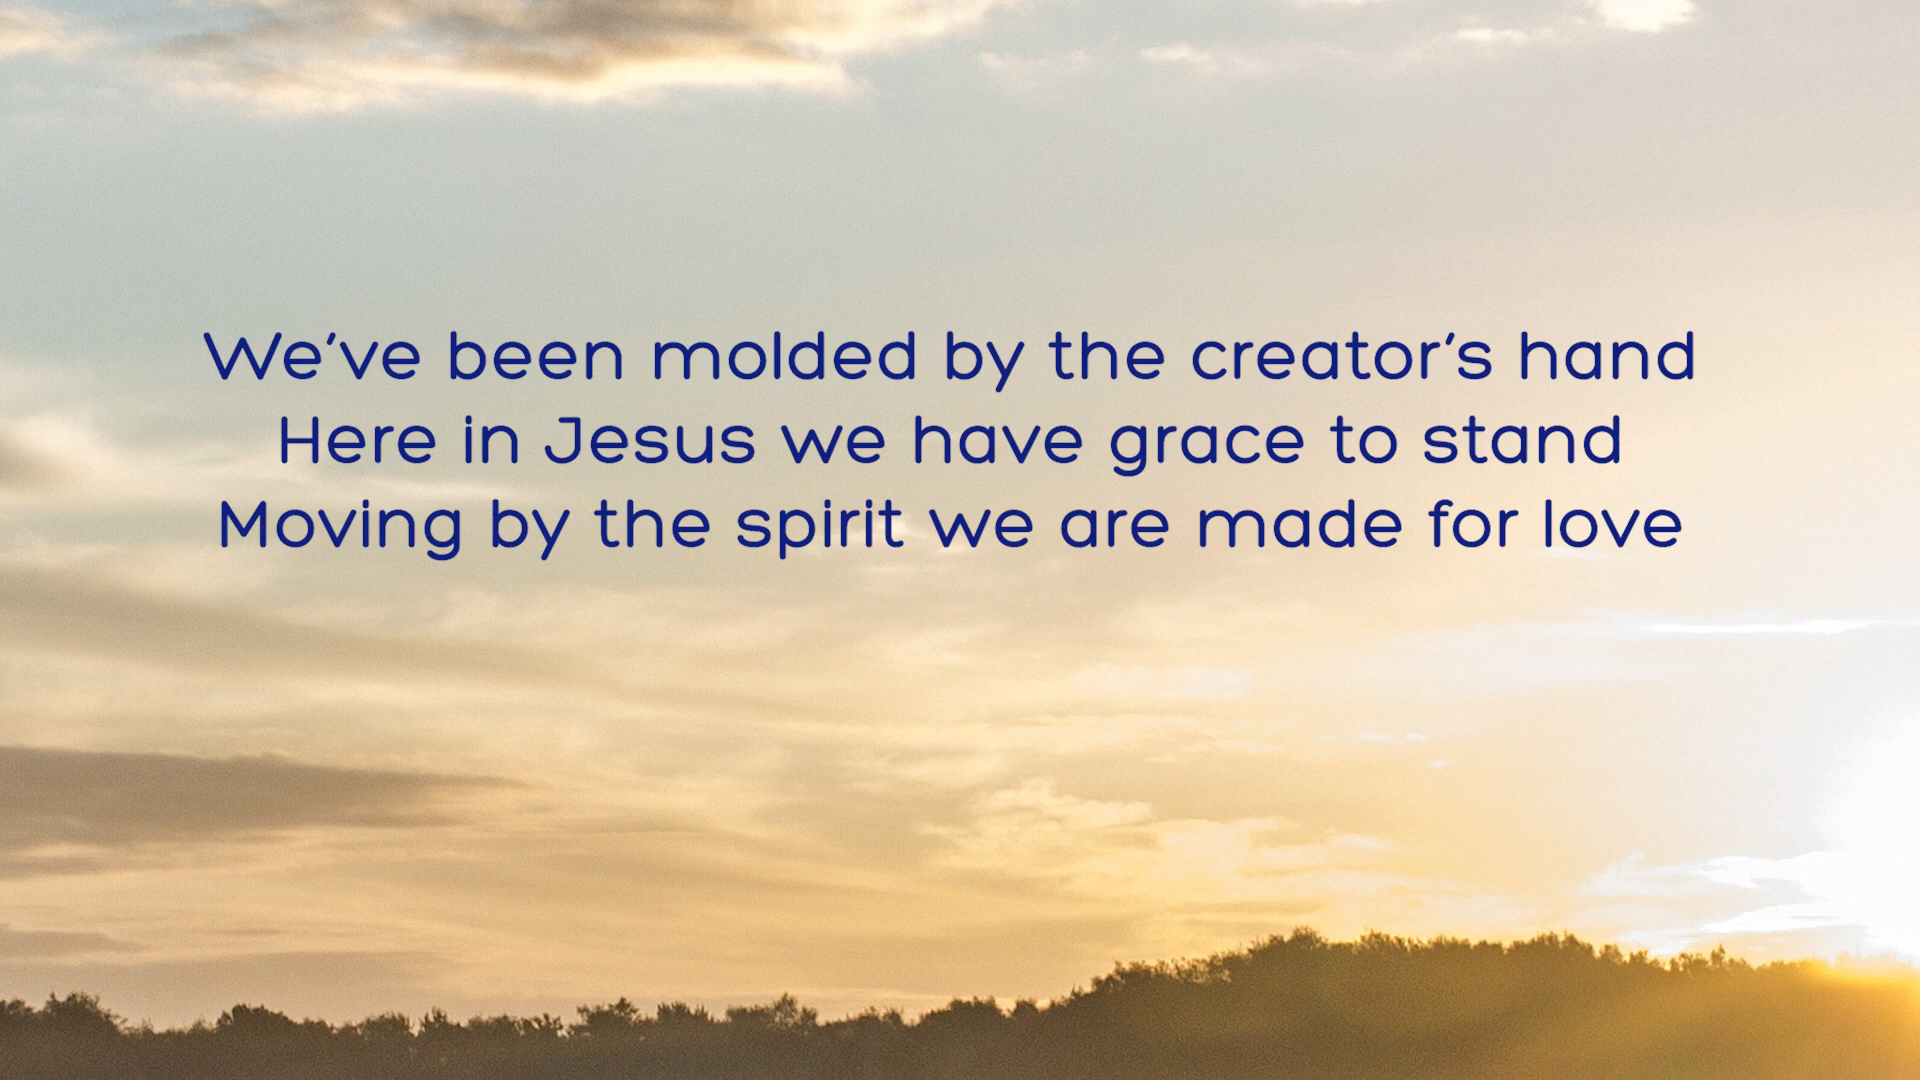 We've been molded by the creator's hand
Here in Jesus we have grace to stand
Moving by the spirit we are made for love